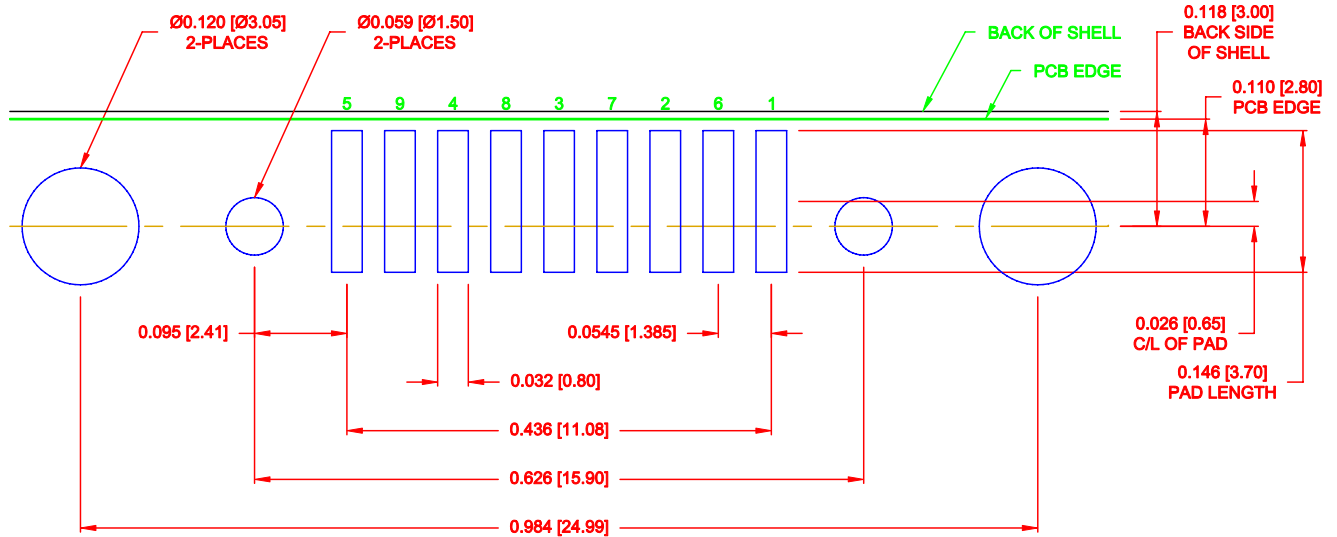 Ø0.120 [Ø3.05]
2-PLACES
Ø0.059 [Ø1.50]
2-PLACES
BACK OF SHELL
PCB EDGE
0.118 [3.00]
BACK SIDE
OF SHELL
0.110 [2.80]
PCB EDGE
5 9 4 8 3 7 2 6 1
0.095 [2.41]
0.0545 [1.385]
0.026 [0.65]
C/L OF PAD
0.032 [0.80]
0.146 [3.70]
PAD LENGTH
0.436 [11.08]
0.626 [15.90]
0.984 [24.99]